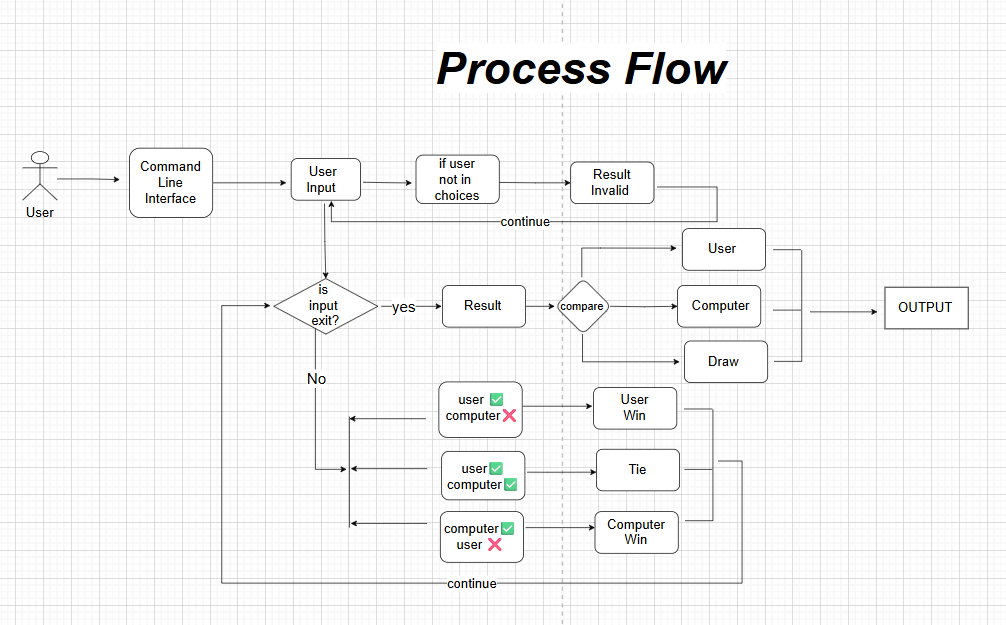 Process Flow
User
Command
Line
Interface
User
Input
if user
not in
choices
Result
Invalid
continue
is
input
exit?
yes
Result
compare
User
Computer
Draw
OUTPUT
No
user ✅
computer ❌
User
Win
user ✅
computer ✅
Tie
computer ✅
user ❌
Computer
Win
continue